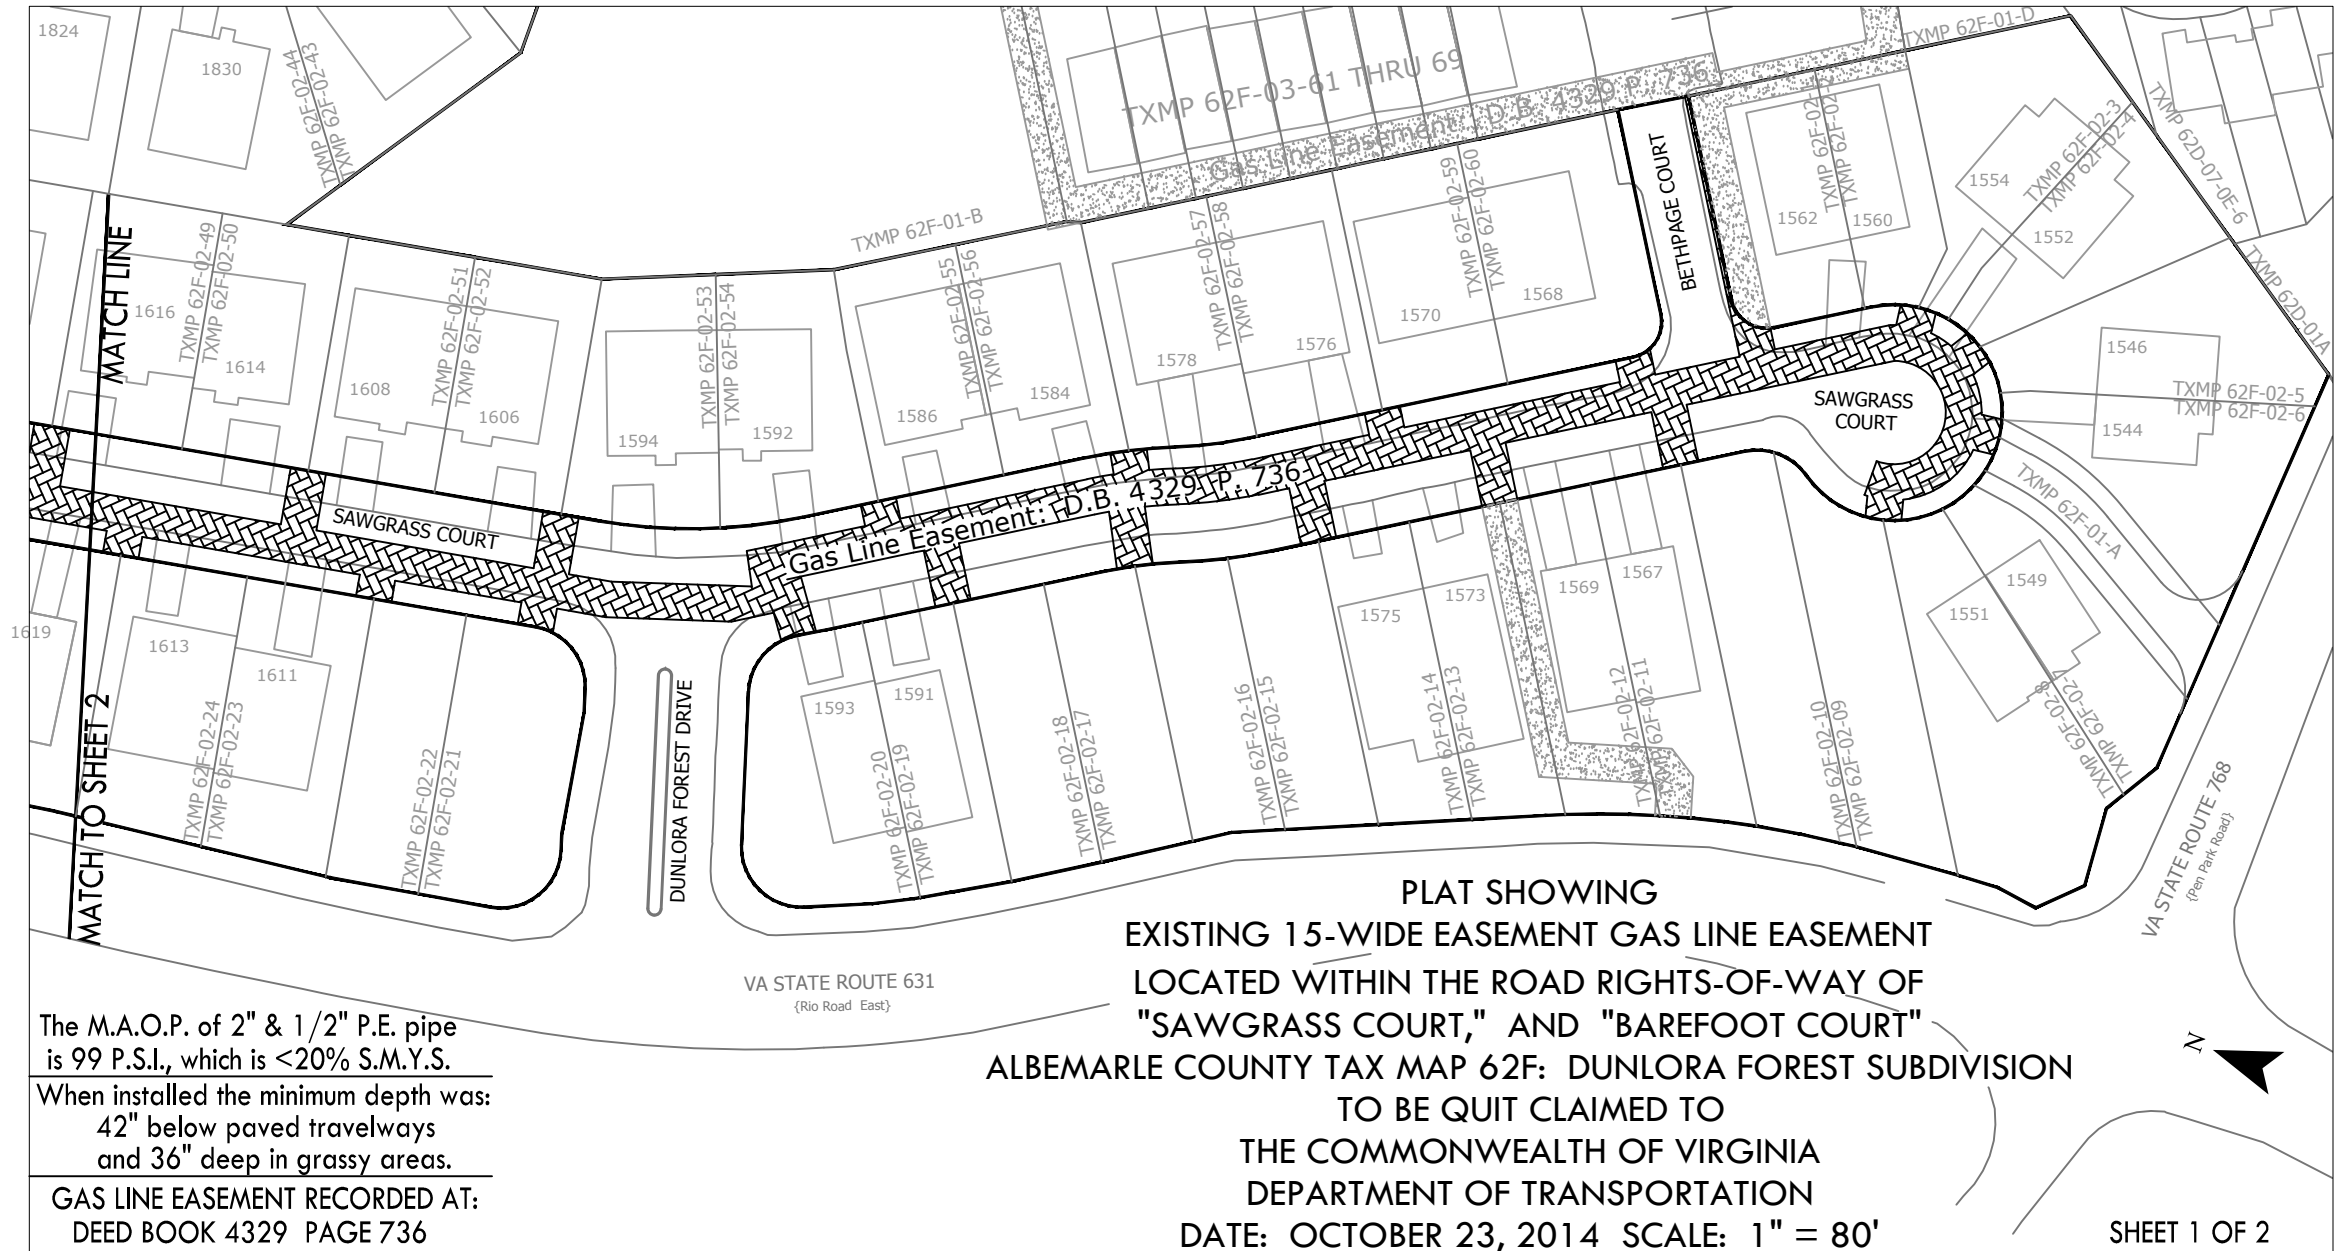 1824
1830
TXMP 62F-02-44
TXMP 62F-02-43
TXMP 62F-03-61 THRU 69
Gas Line Easement: D.B. 4329 P. 736
TXMP 62F-01-D
TXMP 62F-01-B
MATCH LINE
1616
TXMP 62F-02-49
TXMP 62F-02-50
1614
1608
TXMP 62F-02-51
TXMP 62F-02-52
1606
1594
TXMP 62F-02-53
TXMP 62F-02-54
1592
1586
TXMP 62F-02-55
TXMP 62F-02-56
1584
1578
TXMP 62F-02-57
TXMP 62F-02-58
1576
1570
TXMP 62F-02-59
TXMP 62F-02-60
1568
BETHPAGE COURT
1562
1560
1554
TXMP 62F-02-3
TXMP 62F-02-4
1552
TXMP 62D-07-0E-6
TXMP 62D-01A
1546
TXMP 62F-02-5
TXMP 62F-02-6
1544
SAWGRASS
COURT
TXMP 62F-01-A
SAWGRASS COURT
Gas Line Easement: D.B. 4329 P. 736
1619
1613
1611
TXMP 62F-02-24
TXMP 62F-02-23
TXMP 62F-02-22
TXMP 62F-02-21
MATCH TO SHEET 2
DUNLORA FOREST DRIVE
1593
1591
TXMP 62F-02-20
TXMP 62F-02-19
TXMP 62F-02-18
TXMP 62F-02-17
TXMP 62F-02-16
TXMP 62F-02-15
1575
1573
TXMP 62F-02-14
TXMP 62F-02-13
1569
1567
TXMP 62F-02-12
TXMP 62F-02-11
TXMP 62F-02-10
TXMP 62F-02-09
1551
1549
TXMP 62F-02-8
TXMP 62F-02-7
VA STATE ROUTE 768
{Pen Park Road}
VA STATE ROUTE 631
{Rio Road East}
The M.A.O.P. of 2" & 1/2" P.E. pipe
is 99 P.S.I., which is <20% S.M.Y.S.
When installed the minimum depth was:
42" below paved travelways
and 36" deep in grassy areas.
GAS LINE EASEMENT RECORDED AT:
DEED BOOK 4329 PAGE 736
PLAT SHOWING
EXISTING 15-WIDE EASEMENT GAS LINE EASEMENT
LOCATED WITHIN THE ROAD RIGHTS-OF-WAY OF
"SAWGRASS COURT," AND "BAREFOOT COURT"
ALBEMARLE COUNTY TAX MAP 62F: DUNLORA FOREST SUBDIVISION
TO BE QUIT CLAIMED TO
THE COMMONWEALTH OF VIRGINIA
DEPARTMENT OF TRANSPORTATION
DATE: OCTOBER 23, 2014 SCALE: 1" = 80'
N
SHEET 1 OF 2